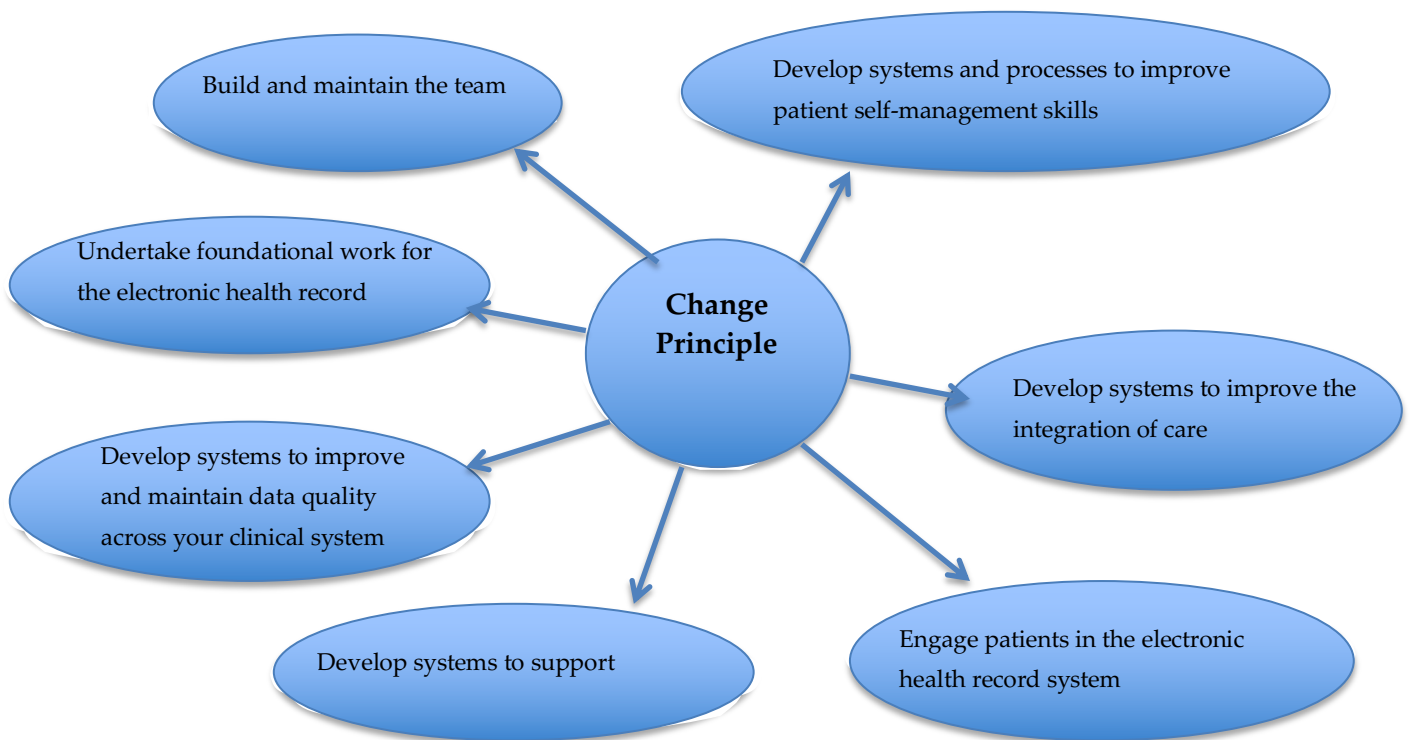 Build and maintain the team
Develop systems and processes to improve
patient self-management skills
Undertake foundational work for
the electronic health record
Change
Principle
Develop systems to improve the
integration of care
Develop systems to improve
and maintain data quality
across your clinical system
Develop systems to support
Engage patients in the electronic
health record system